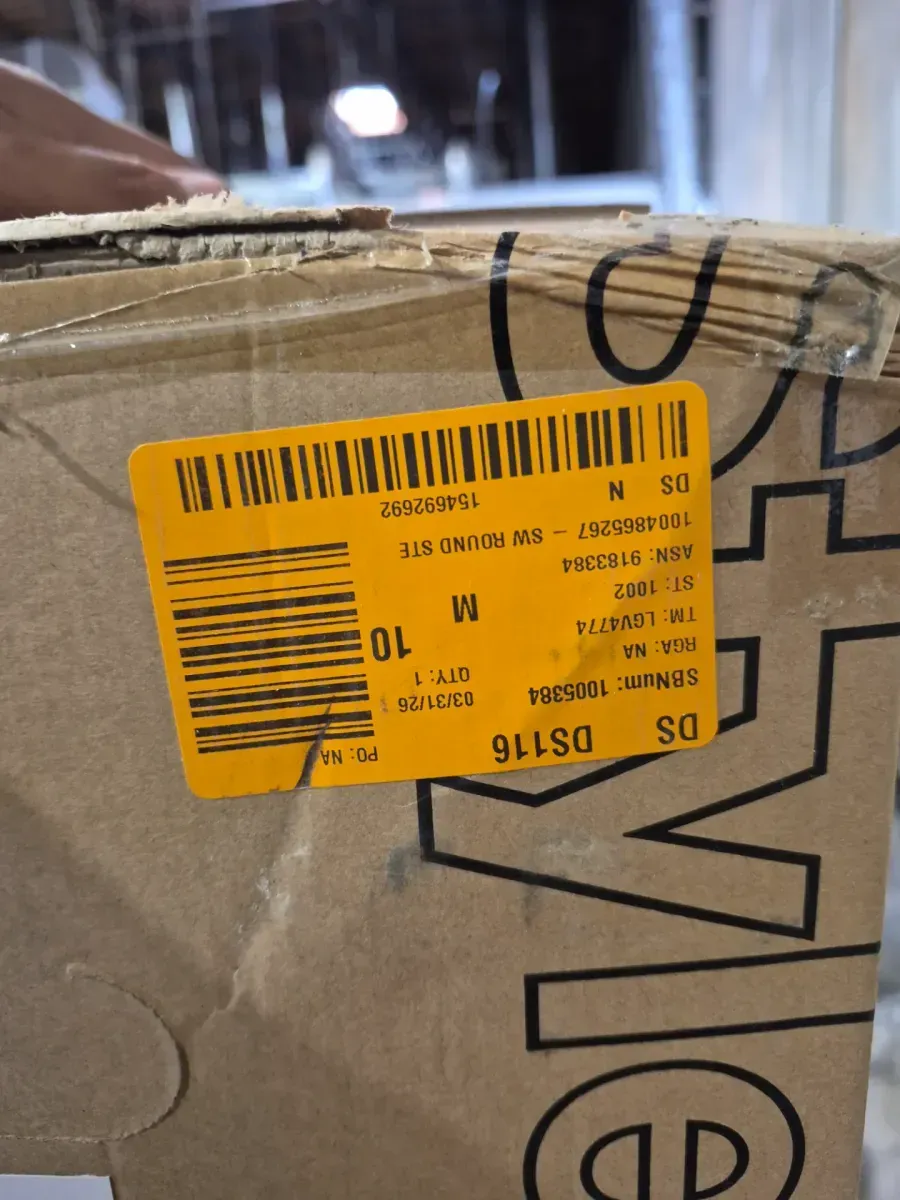 DS DS116
SBNum: 1005384
RGA: NA
TM: LGV4774
ST: 1002
ASN: 9183384
1004865267 – SW ROUND STE
DS N
154692692
PO: NA
03/31/26
QTY: 1
10
M
Style